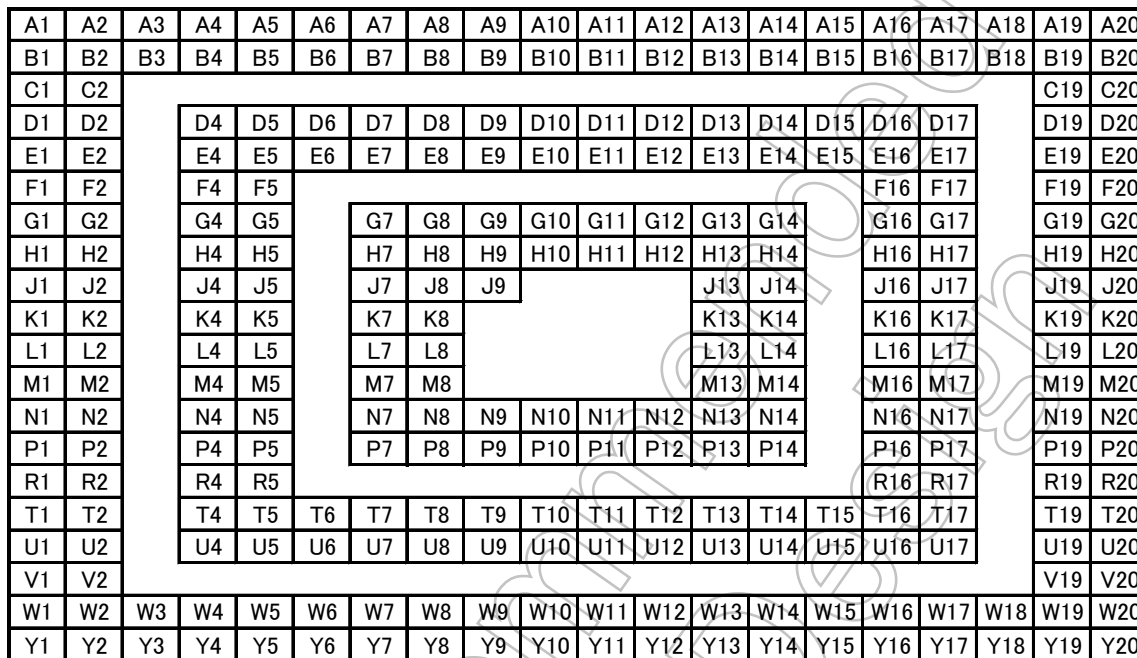 A1 A2 A3 A4 A5 A6 A7 A8 A9 A10 A11 A12 A13 A14 A15 A16 A17 A18 A19 A20
B1 B2 B3 B4 B5 B6 B7 B8 B9 B10 B11 B12 B13 B14 B15 B16 B17 B18 B19 B20
C1 C2 C19 C20
D1 D2 D4 D5 D6 D7 D8 D9 D10 D11 D12 D13 D14 D15 D16 D17 D19 D20
E1 E2 E4 E5 E6 E7 E8 E9 E10 E11 E12 E13 E14 E15 E16 E17 E19 E20
F1 F2 F4 F5 F16 F17 F19 F20
G1 G2 G4 G5 G7 G8 G9 G10 G11 G12 G13 G14 G16 G17 G19 G20
H1 H2 H4 H5 H7 H8 H9 H10 H11 H12 H13 H14 H16 H17 H19 H20
J1 J2 J4 J5 J7 J8 J9 J13 J14 J16 J17 J19 J20
K1 K2 K4 K5 K7 K8 K13 K14 K16 K17 K19 K20
L1 L2 L4 L5 L7 L8 L13 L14 L16 L17 L19 L20
M1 M2 M4 M5 M7 M8 M13 M14 M16 M17 M19 M20
N1 N2 N4 N5 N7 N8 N9 N10 N11 N12 N13 N14 N16 N17 N19 N20
P1 P2 P4 P5 P7 P8 P9 P10 P11 P12 P13 P14 P16 P17 P19 P20
R1 R2 R4 R5 R16 R17 R19 R20
T1 T2 T4 T5 T6 T7 T8 T9 T10 T11 T12 T13 T14 T15 T16 T17 T19 T20
U1 U2 U4 U5 U6 U7 U8 U9 U10 U11 U12 U13 U14 U15 U16 U17 U19 U20
V1 V2 V19 V20
W1 W2 W3 W4 W5 W6 W7 W8 W9 W10 W11 W12 W13 W14 W15 W16 W17 W18 W19 W20
Y1 Y2 Y3 Y4 Y5 Y6 Y7 Y8 Y9 Y10 Y11 Y12 Y13 Y14 Y15 Y16 Y17 Y18 Y19 Y20
mmended
Design